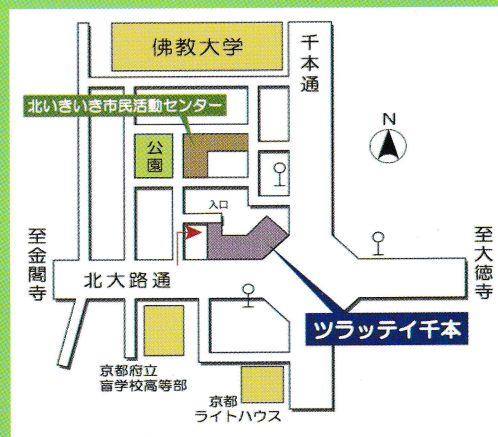 佛教大学
千本通
北いきいき市民活動センター
公園
N
入口
至金閣寺
北大路通
至大徳寺
ツラッティ千本
京都府立
盲学校高等部
京都
ライトハウス